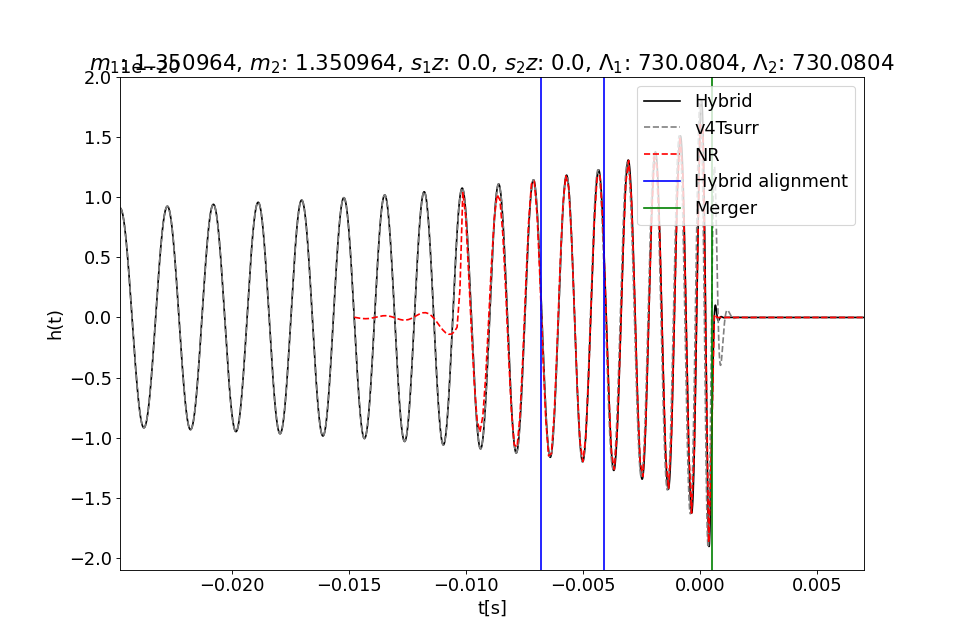 m₁: 1.350964, m₂: 1.350964, s₁z: 0.0, s₂z: 0.0, Λ₁: 730.0804, Λ₂: 730.0804
1e−20
2.0
1.5
1.0
0.5
0.0
−0.5
−1.0
−1.5
−2.0
h(t)
Hybrid
v4Tsurr
NR
Hybrid alignment
Merger
−0.020
−0.015
−0.010
−0.005
0.000
0.005
t[s]